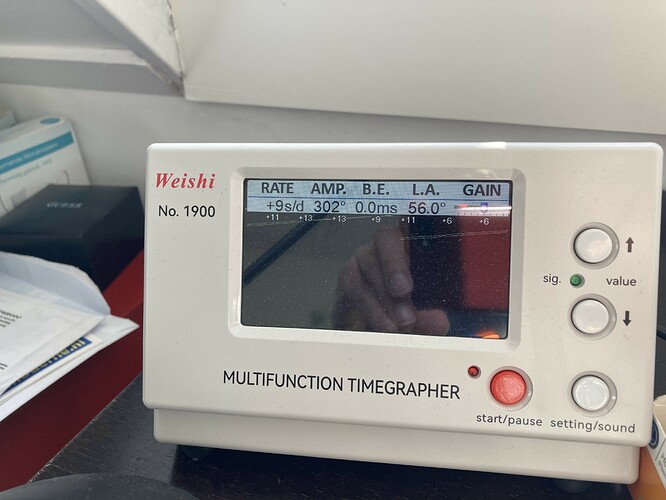 Weishi
No. 1900
RATE AMP. B.E. L.A. GAIN
+9s/d 302° 0.0ms 56.0°
+11 +13 +13 +9 +11 +6 +6
sig. value
MULTIFUNCTION TIMEGRAPHER
start/pause setting/sound
GUESS